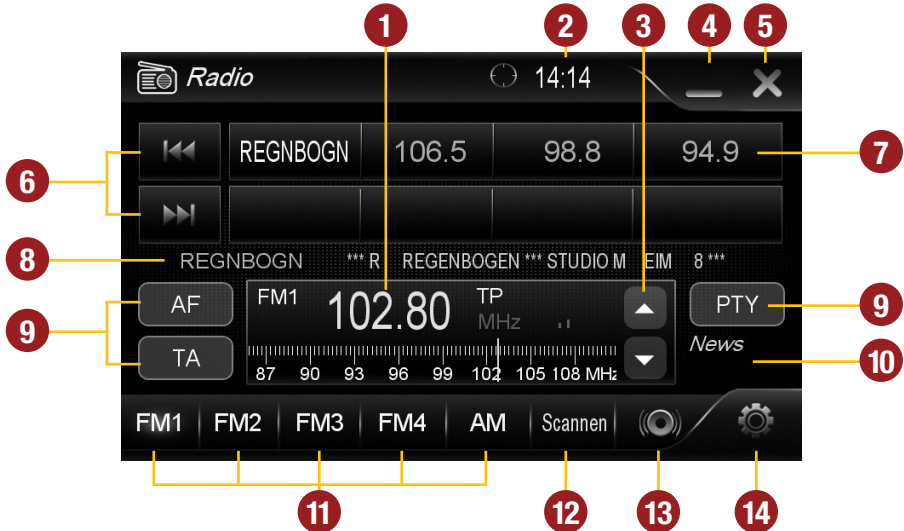 1 2 3 4 5
Radio 14:14
6 REGNBOGN 106.5 98.8 94.9 7
8 REGNBOGN *** R REGENBOGEN *** STUDIO M EIM 8 ***
9 AF FM1 102.80 TP MHz PTY 9
TA News 10
87 90 93 96 99 102 105 108 MHz
FM1 FM2 FM3 FM4 AM Scannen
11 12 13 14